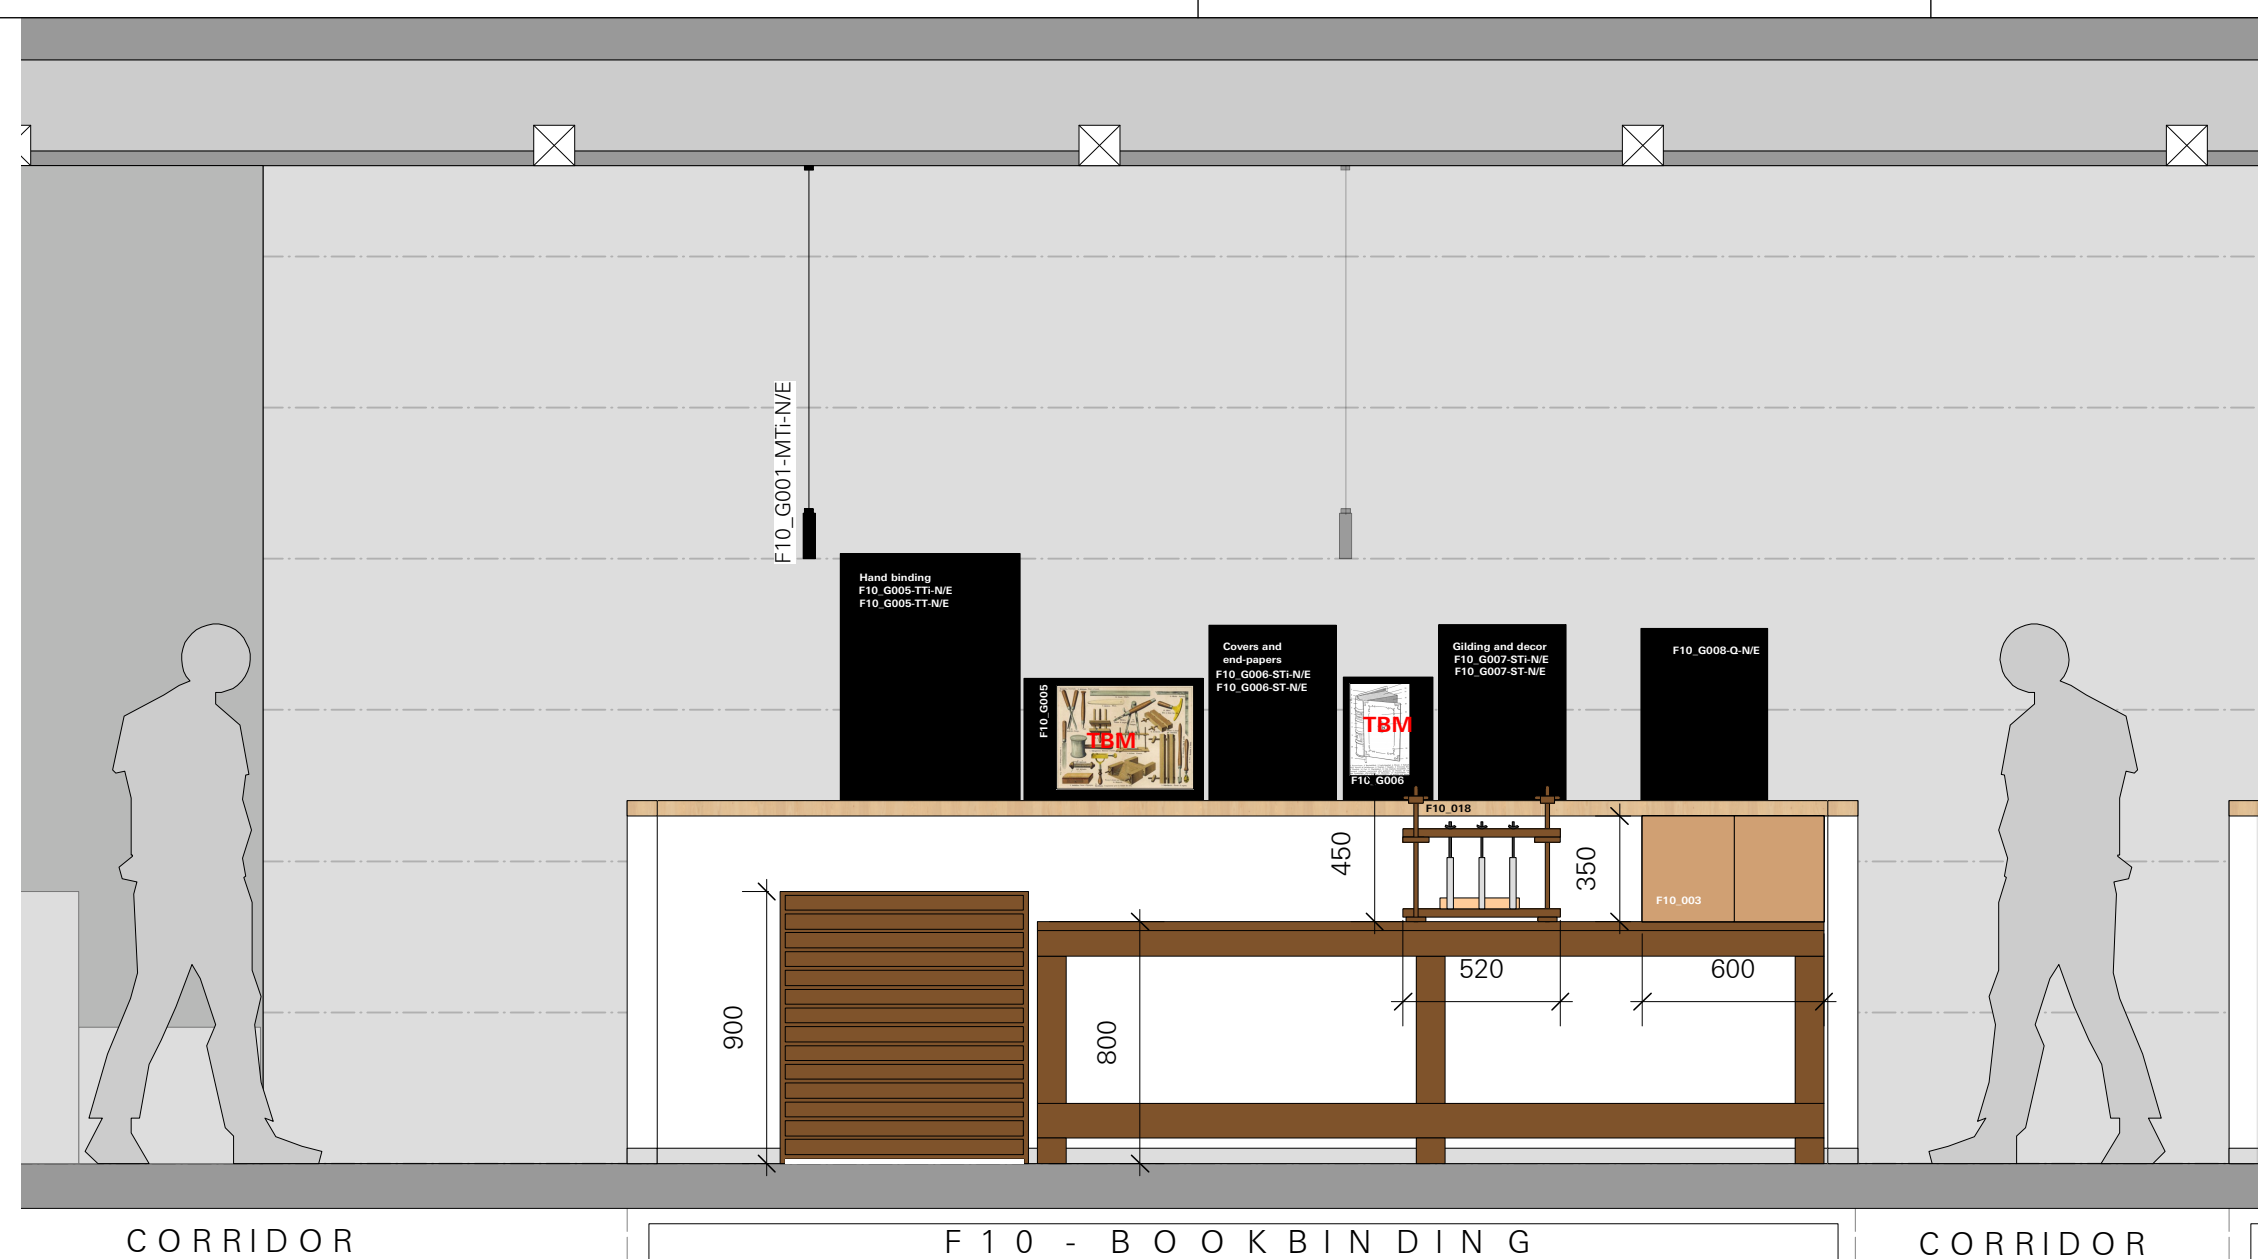 F10_G001-MTi-N/E
Hand binding
F10_G005-TTi-N/E
F10_G005-TT-N/E
F10_G005
TBM
Covers and
end-papers
F10_G006-STi-N/E
F10_G006-ST-N/E
TBM
F10_G006
Gilding and decor
F10_G007-STi-N/E
F10_G007-ST-N/E
F10_G008-Q-N/E
F10_018
450
350
F10_003
520
600
900
800
CORRIDOR
F10 - BOOKBINDING
CORRIDOR